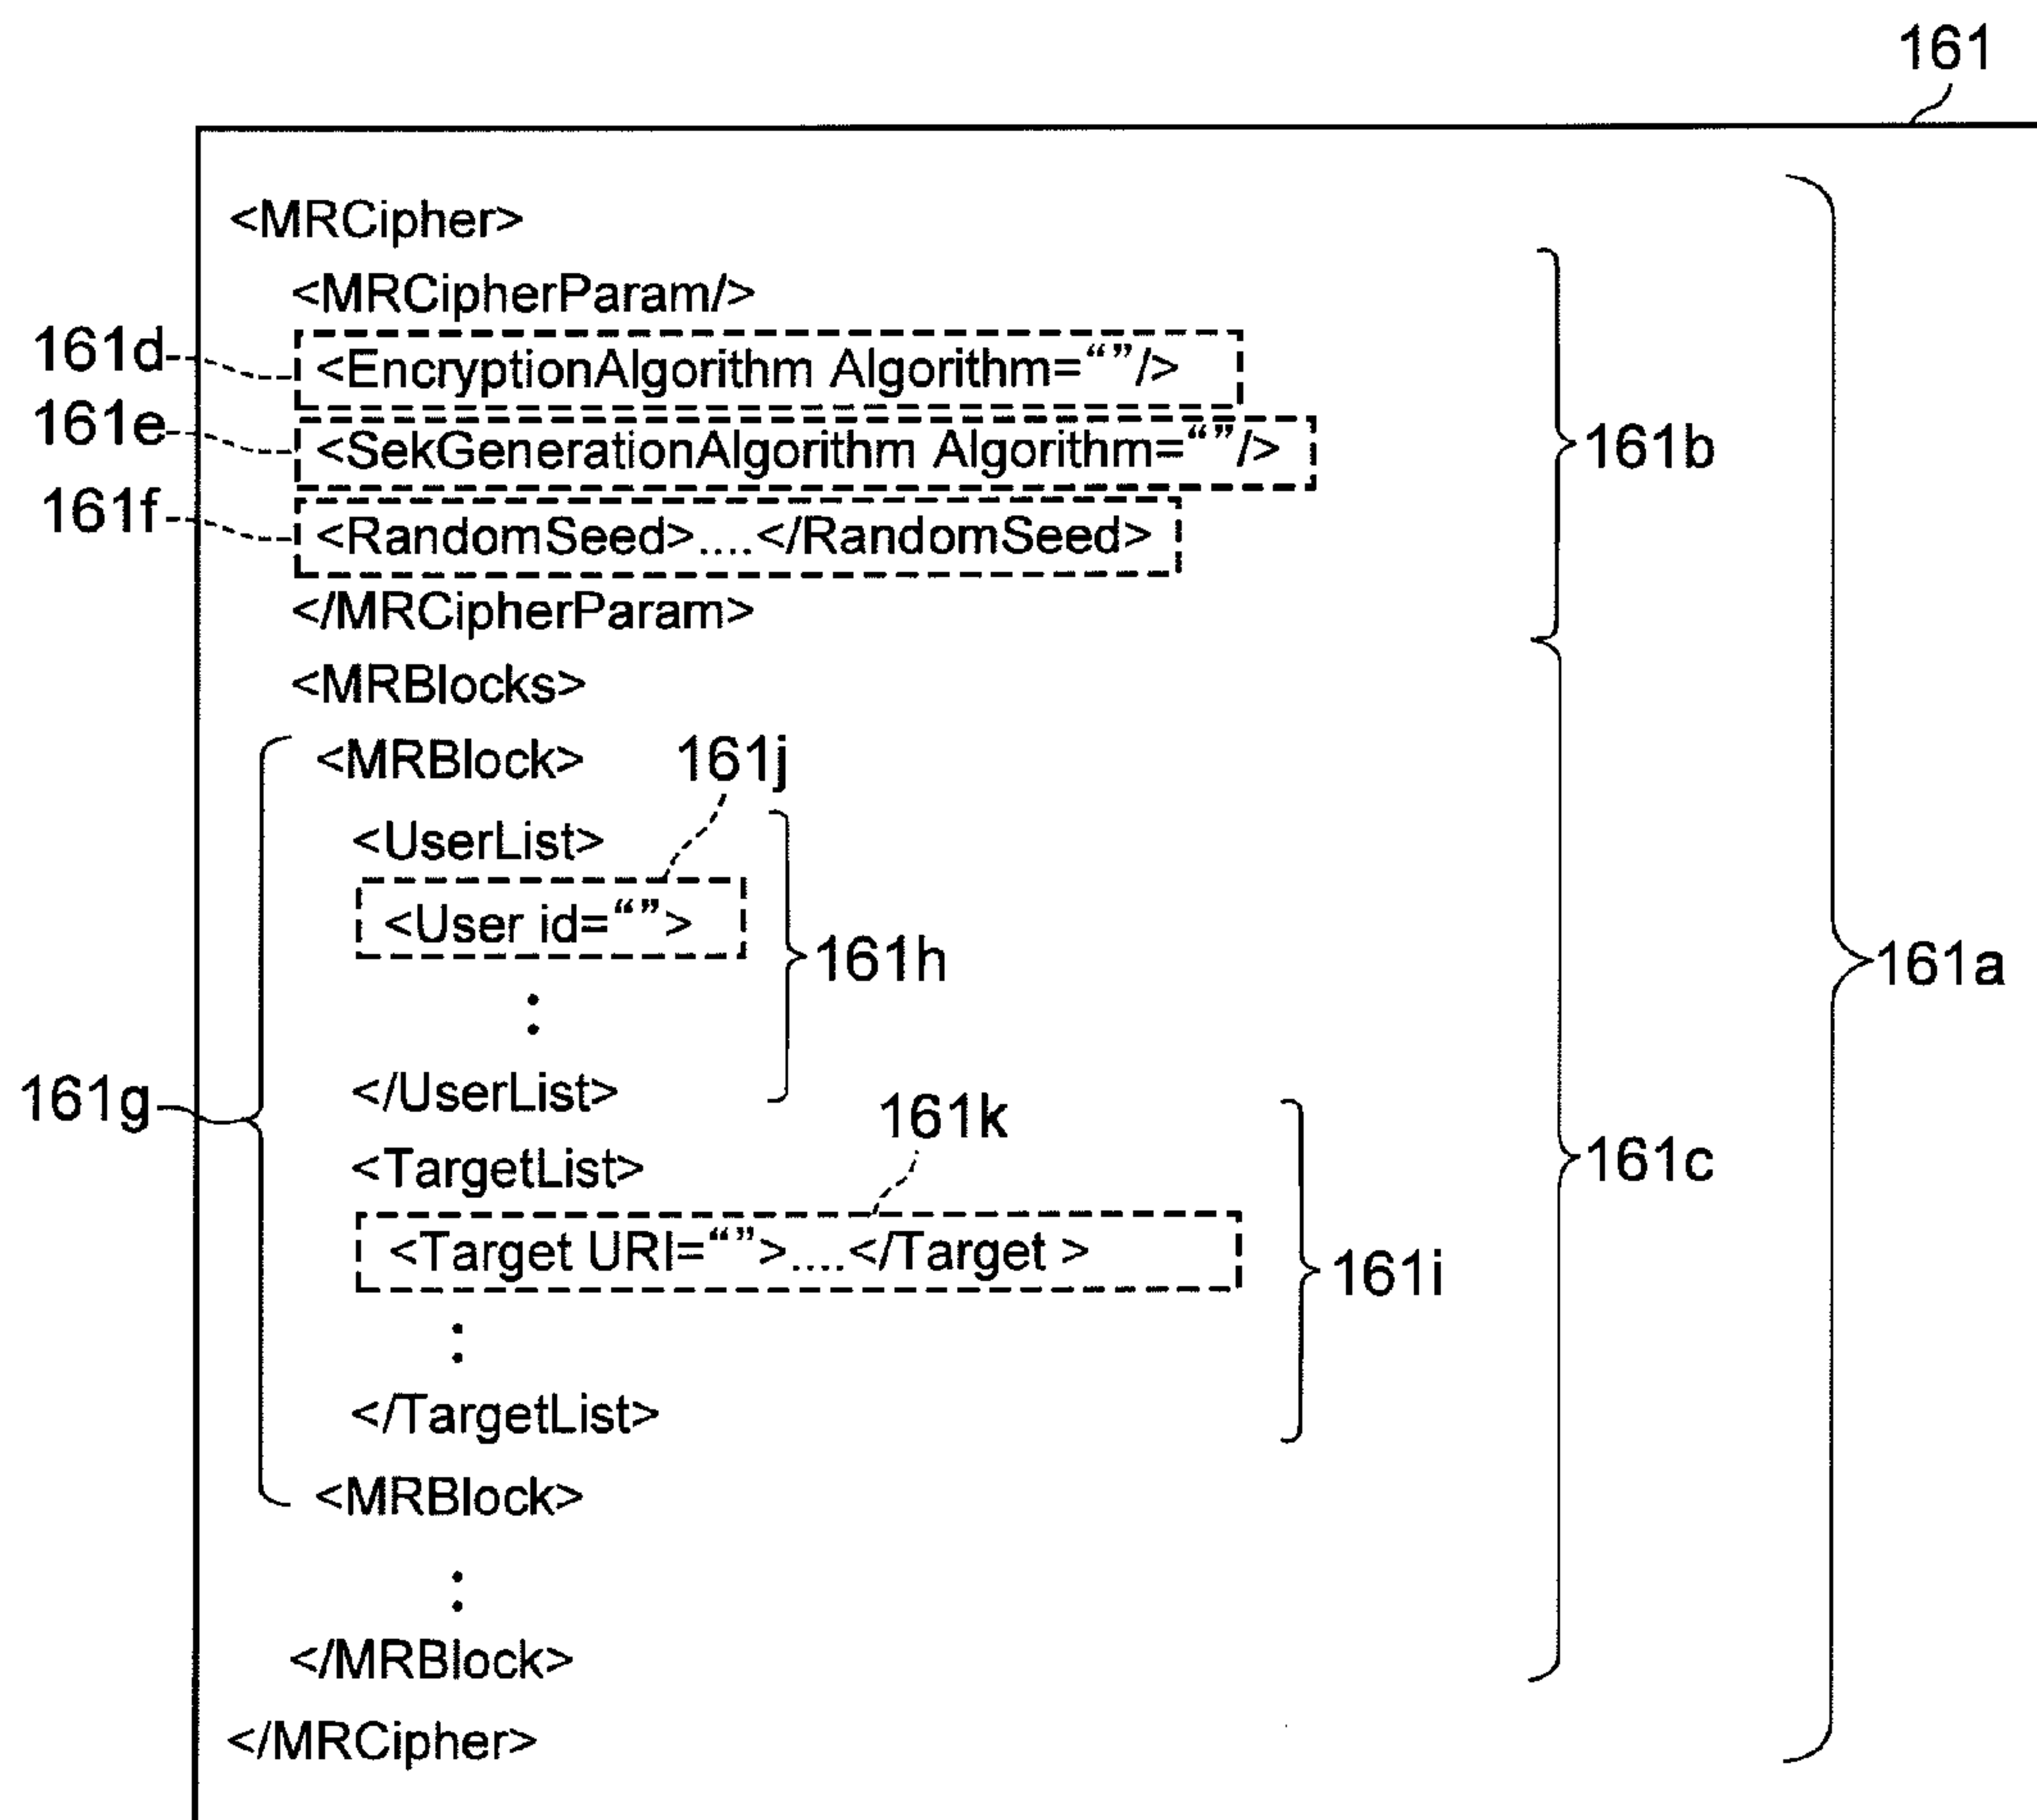 161
<MRCipher>
<MRCipherParam/>
161d <EncryptionAlgorithm Algorithm=“”/>
161e <SekGenerationAlgorithm Algorithm=“”/> 161b
161f <RandomSeed>....</RandomSeed>
</MRCipherParam>
<MRBlocks>
<MRBlock> 161j
<UserList>
<User id=“”>
161h 161a
:
161g </UserList> 161k
<TargetList> 161c
<Target URI=“”>....</Target >
161i
:
</TargetList>
<MRBlock>
:
</MRBlock>
</MRCipher>